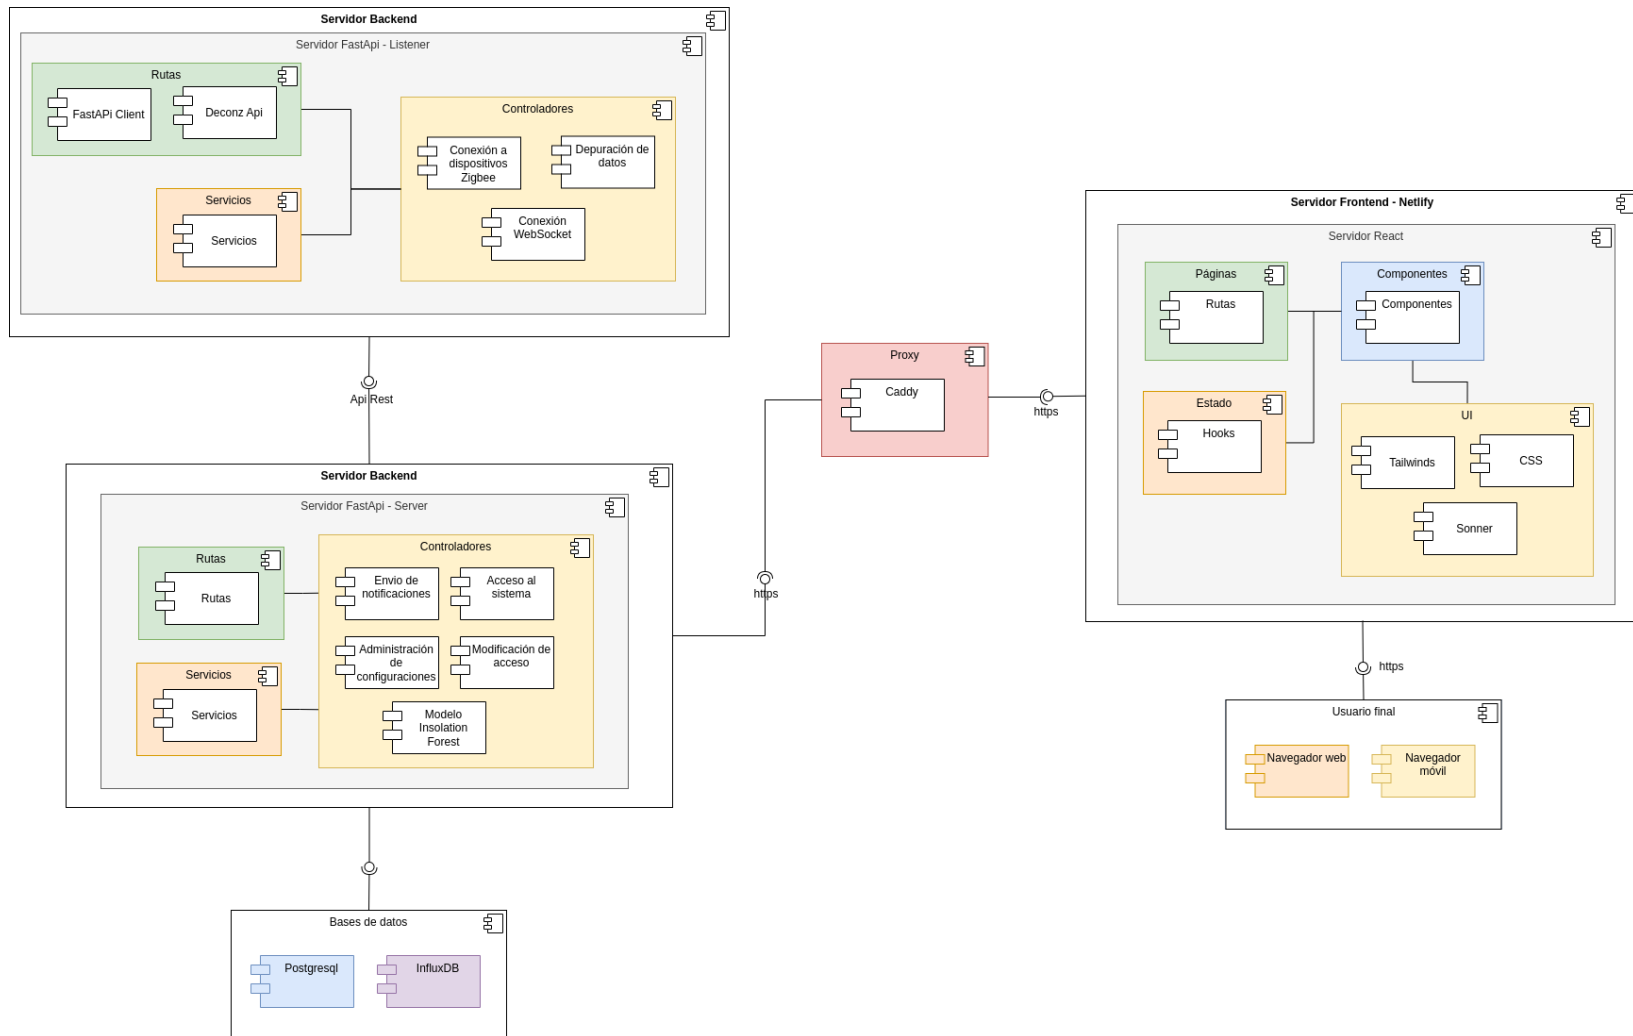 Servidor Backend
Servidor FastApi - Listener
Rutas
FastAPi Client
Deconz Api
Servicios
Servicios
Controladores
Conexión a
dispositivos
Zigbee
Depuración de
datos
Conexión
WebSocket
Api Rest
Servidor Backend
Servidor FastApi - Server
Rutas
Rutas
Servicios
Servicios
Controladores
Envio de
notificaciones
Acceso al
sistema
Administración
de
configuraciones
Modificación de
acceso
Modelo
Insolation
Forest
Bases de datos
Postgresql
InfluxDB
https
Proxy
Caddy
https
Servidor Frontend - Netlify
Servidor React
Páginas
Rutas
Componentes
Componentes
Estado
Hooks
UI
Tailwinds
CSS
Sonner
https
Usuario final
Navegador web
Navegador
móvil